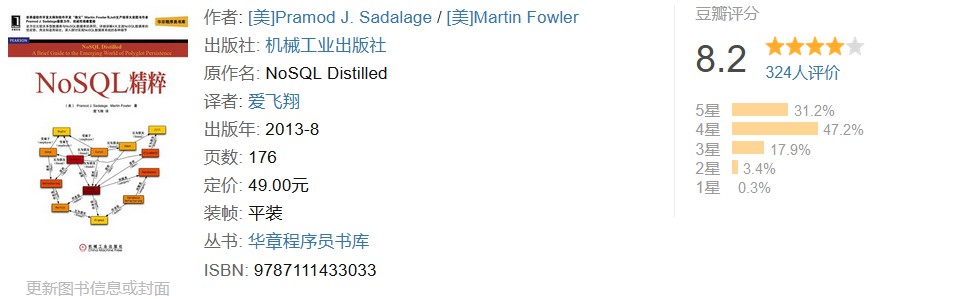 PEARSON
NoSQL Distilled
A Brief Guide to the Emerging World of Polyglot Persistence
NoSQL精粹
(美) Pramod J. Sadalage Martin Fowler 著
爱飞翔 译
机械工业出版社
China Machine Press
更新图书信息或封面
作者: [美]Pramod J. Sadalage / [美]Martin Fowler
出版社: 机械工业出版社
原作名: NoSQL Distilled
译者: 爱飞翔
出版年: 2013-8
页数: 176
定价: 49.00元
装帧: 平装
丛书: 华章程序员书库
ISBN: 9787111433033
豆瓣评分
8.2
324人评价
5星 31.2%
4星 47.2%
3星 17.9%
2星 3.4%
1星 0.3%